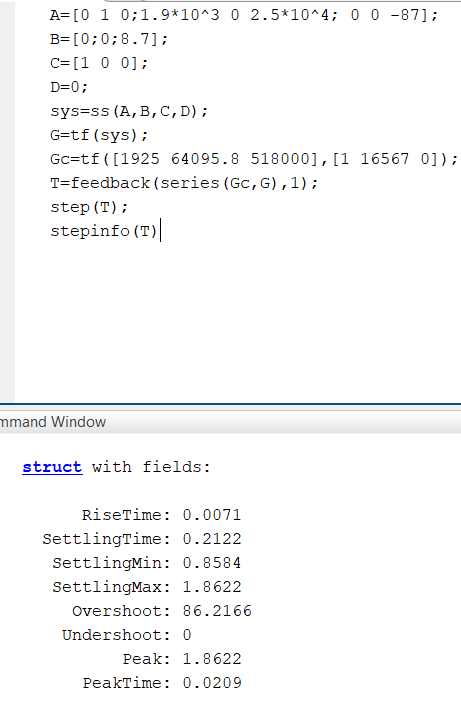 A=[0 1 0;1.9*10^3 0 2.5*10^4; 0 0 -87];
B=[0;0;8.7];
C=[1 0 0];
D=0;
sys=ss(A,B,C,D);
G=tf(sys);
Gc=tf([1925 64095.8 518000],[1 16567 0]);
T=feedback(series(Gc,G),1);
step(T);
stepinfo(T)
mmand Window
struct with fields:
RiseTime: 0.0071
SettlingTime: 0.2122
SettlingMin: 0.8584
SettlingMax: 1.8622
Overshoot: 86.2166
Undershoot: 0
Peak: 1.8622
PeakTime: 0.0209